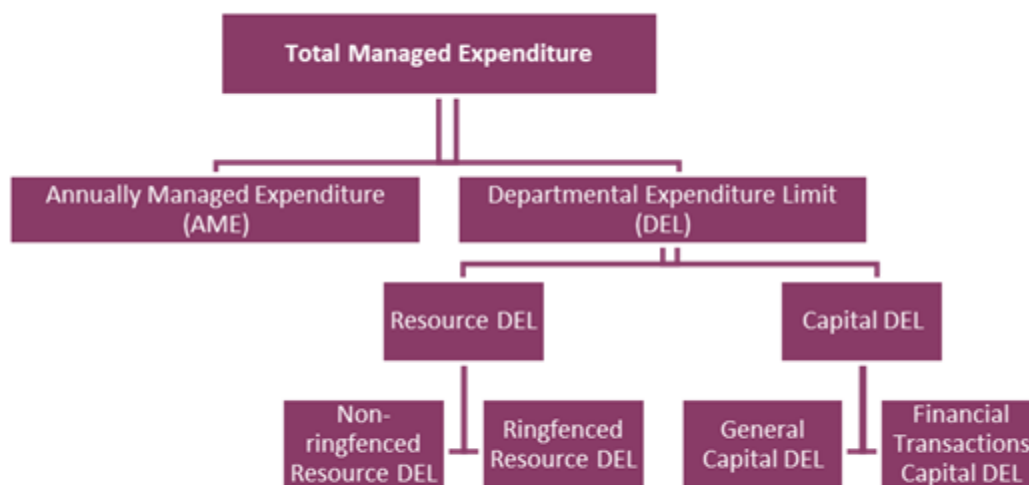 Total Managed Expenditure
Annually Managed Expenditure
(AME)
Departmental Expenditure Limit
(DEL)
Resource DEL
Capital DEL
Non-
ringfenced
Resource DEL
Ringfenced
Resource DEL
General
Capital DEL
Financial
Transactions
Capital DEL